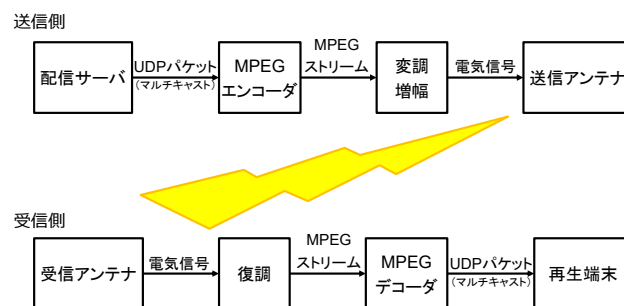 送信側
配信サーバ
UDPパケット
(マルチキャスト)
MPEG
エンコーダ
MPEG
ストリーム
変調
増幅
電気信号
送信アンテナ
受信側
受信アンテナ
電気信号
復調
MPEG
ストリーム
MPEG
デコーダ
UDPパケット
(マルチキャスト)
再生端末